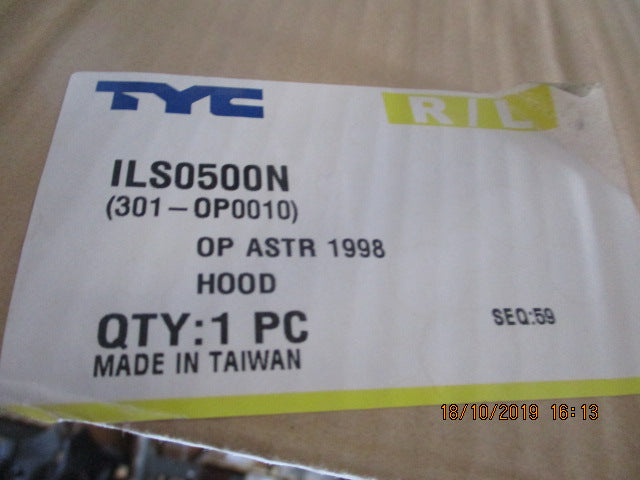 TYC R/L
ILS0500N
(301-OP0010)
OP ASTR 1998
HOOD
QTY:1 PC SEQ:59
MADE IN TAIWAN
18/10/2019 16:13